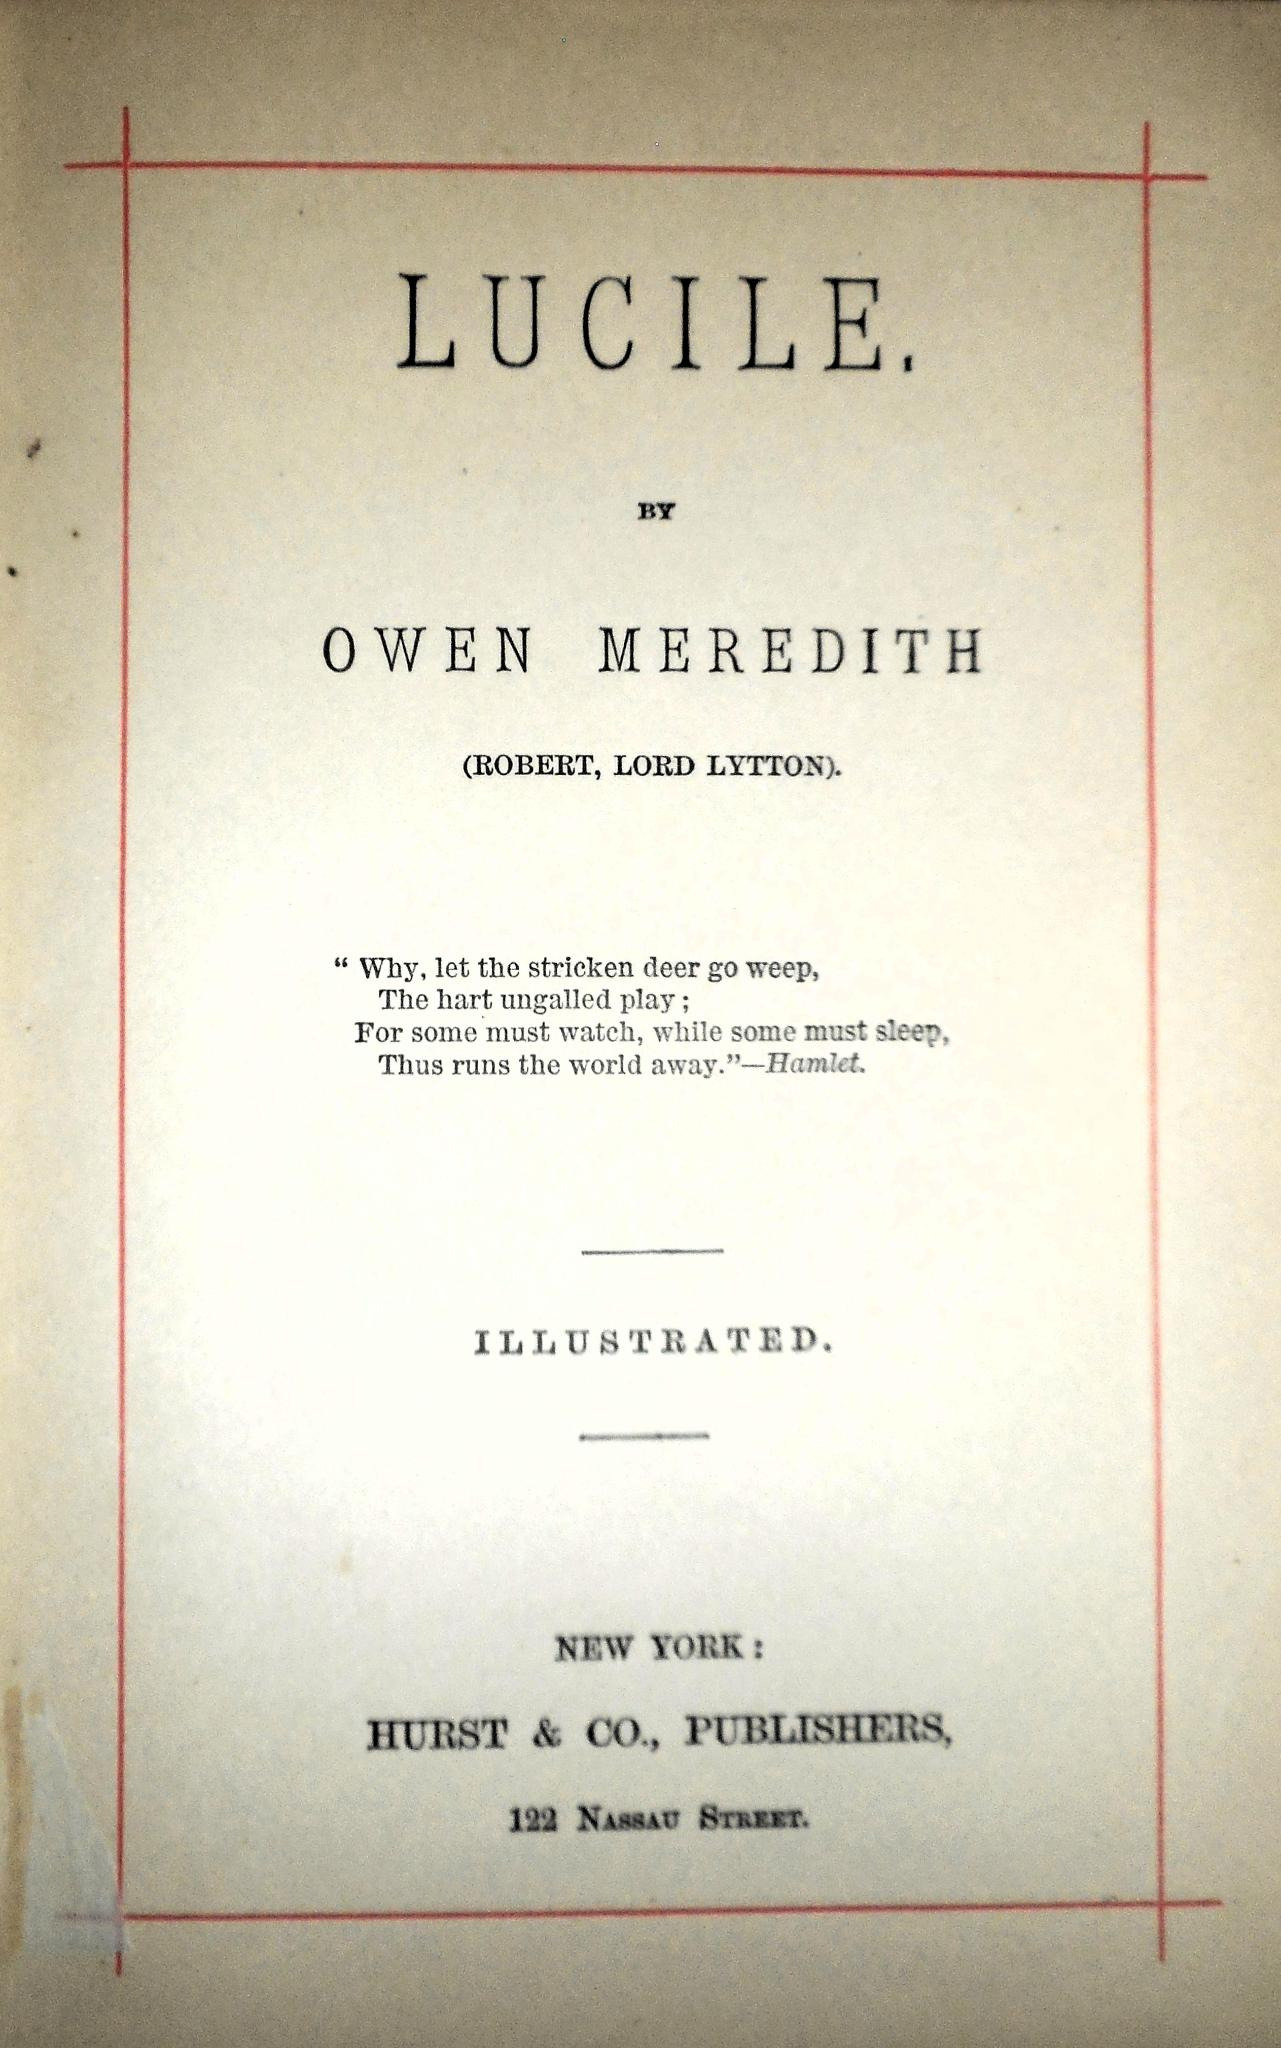 LUCILE.
BY
OWEN MEREDITH
(ROBERT, LORD LYTTON).
“ Why, let the stricken deer go weep,
The hart ungalled play ;
For some must watch, while some must sleep,
Thus runs the world away.”—Hamlet.
ILLUSTRATED.
NEW YORK :
HURST & CO., PUBLISHERS,
122 NASSAU STREET.